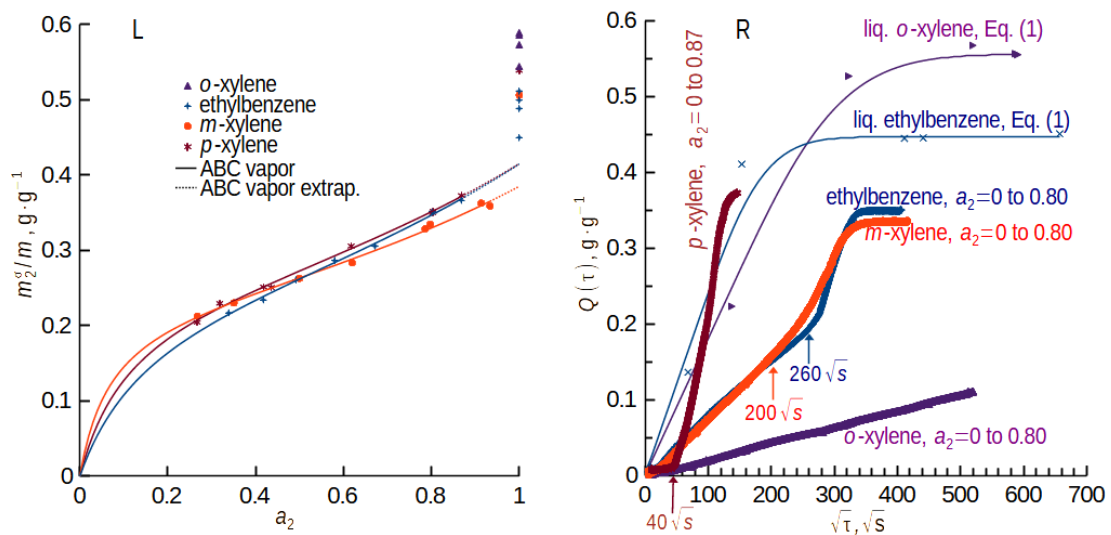 L
0.6
0.5
0.4
0.3
0.2
0.1
0
m₂ᵍ/m , g·g⁻¹
o-xylene
ethylbenzene
m-xylene
p-xylene
ABC vapor
ABC vapor extrap.
0 0.2 0.4 0.6 0.8 1
a₂
R
0.6
0.5
0.4
0.3
0.2
0.1
0
Q(τ), g·g⁻¹
liq. o-xylene, Eq. (1)
p-xylene, a₂=0 to 0.87
liq. ethylbenzene, Eq. (1)
ethylbenzene, a₂=0 to 0.80
m-xylene, a₂=0 to 0.80
260 √s
200 √s
o-xylene, a₂=0 to 0.80
0 100 200 300 400 500 600 700
40 √s
√τ, √s